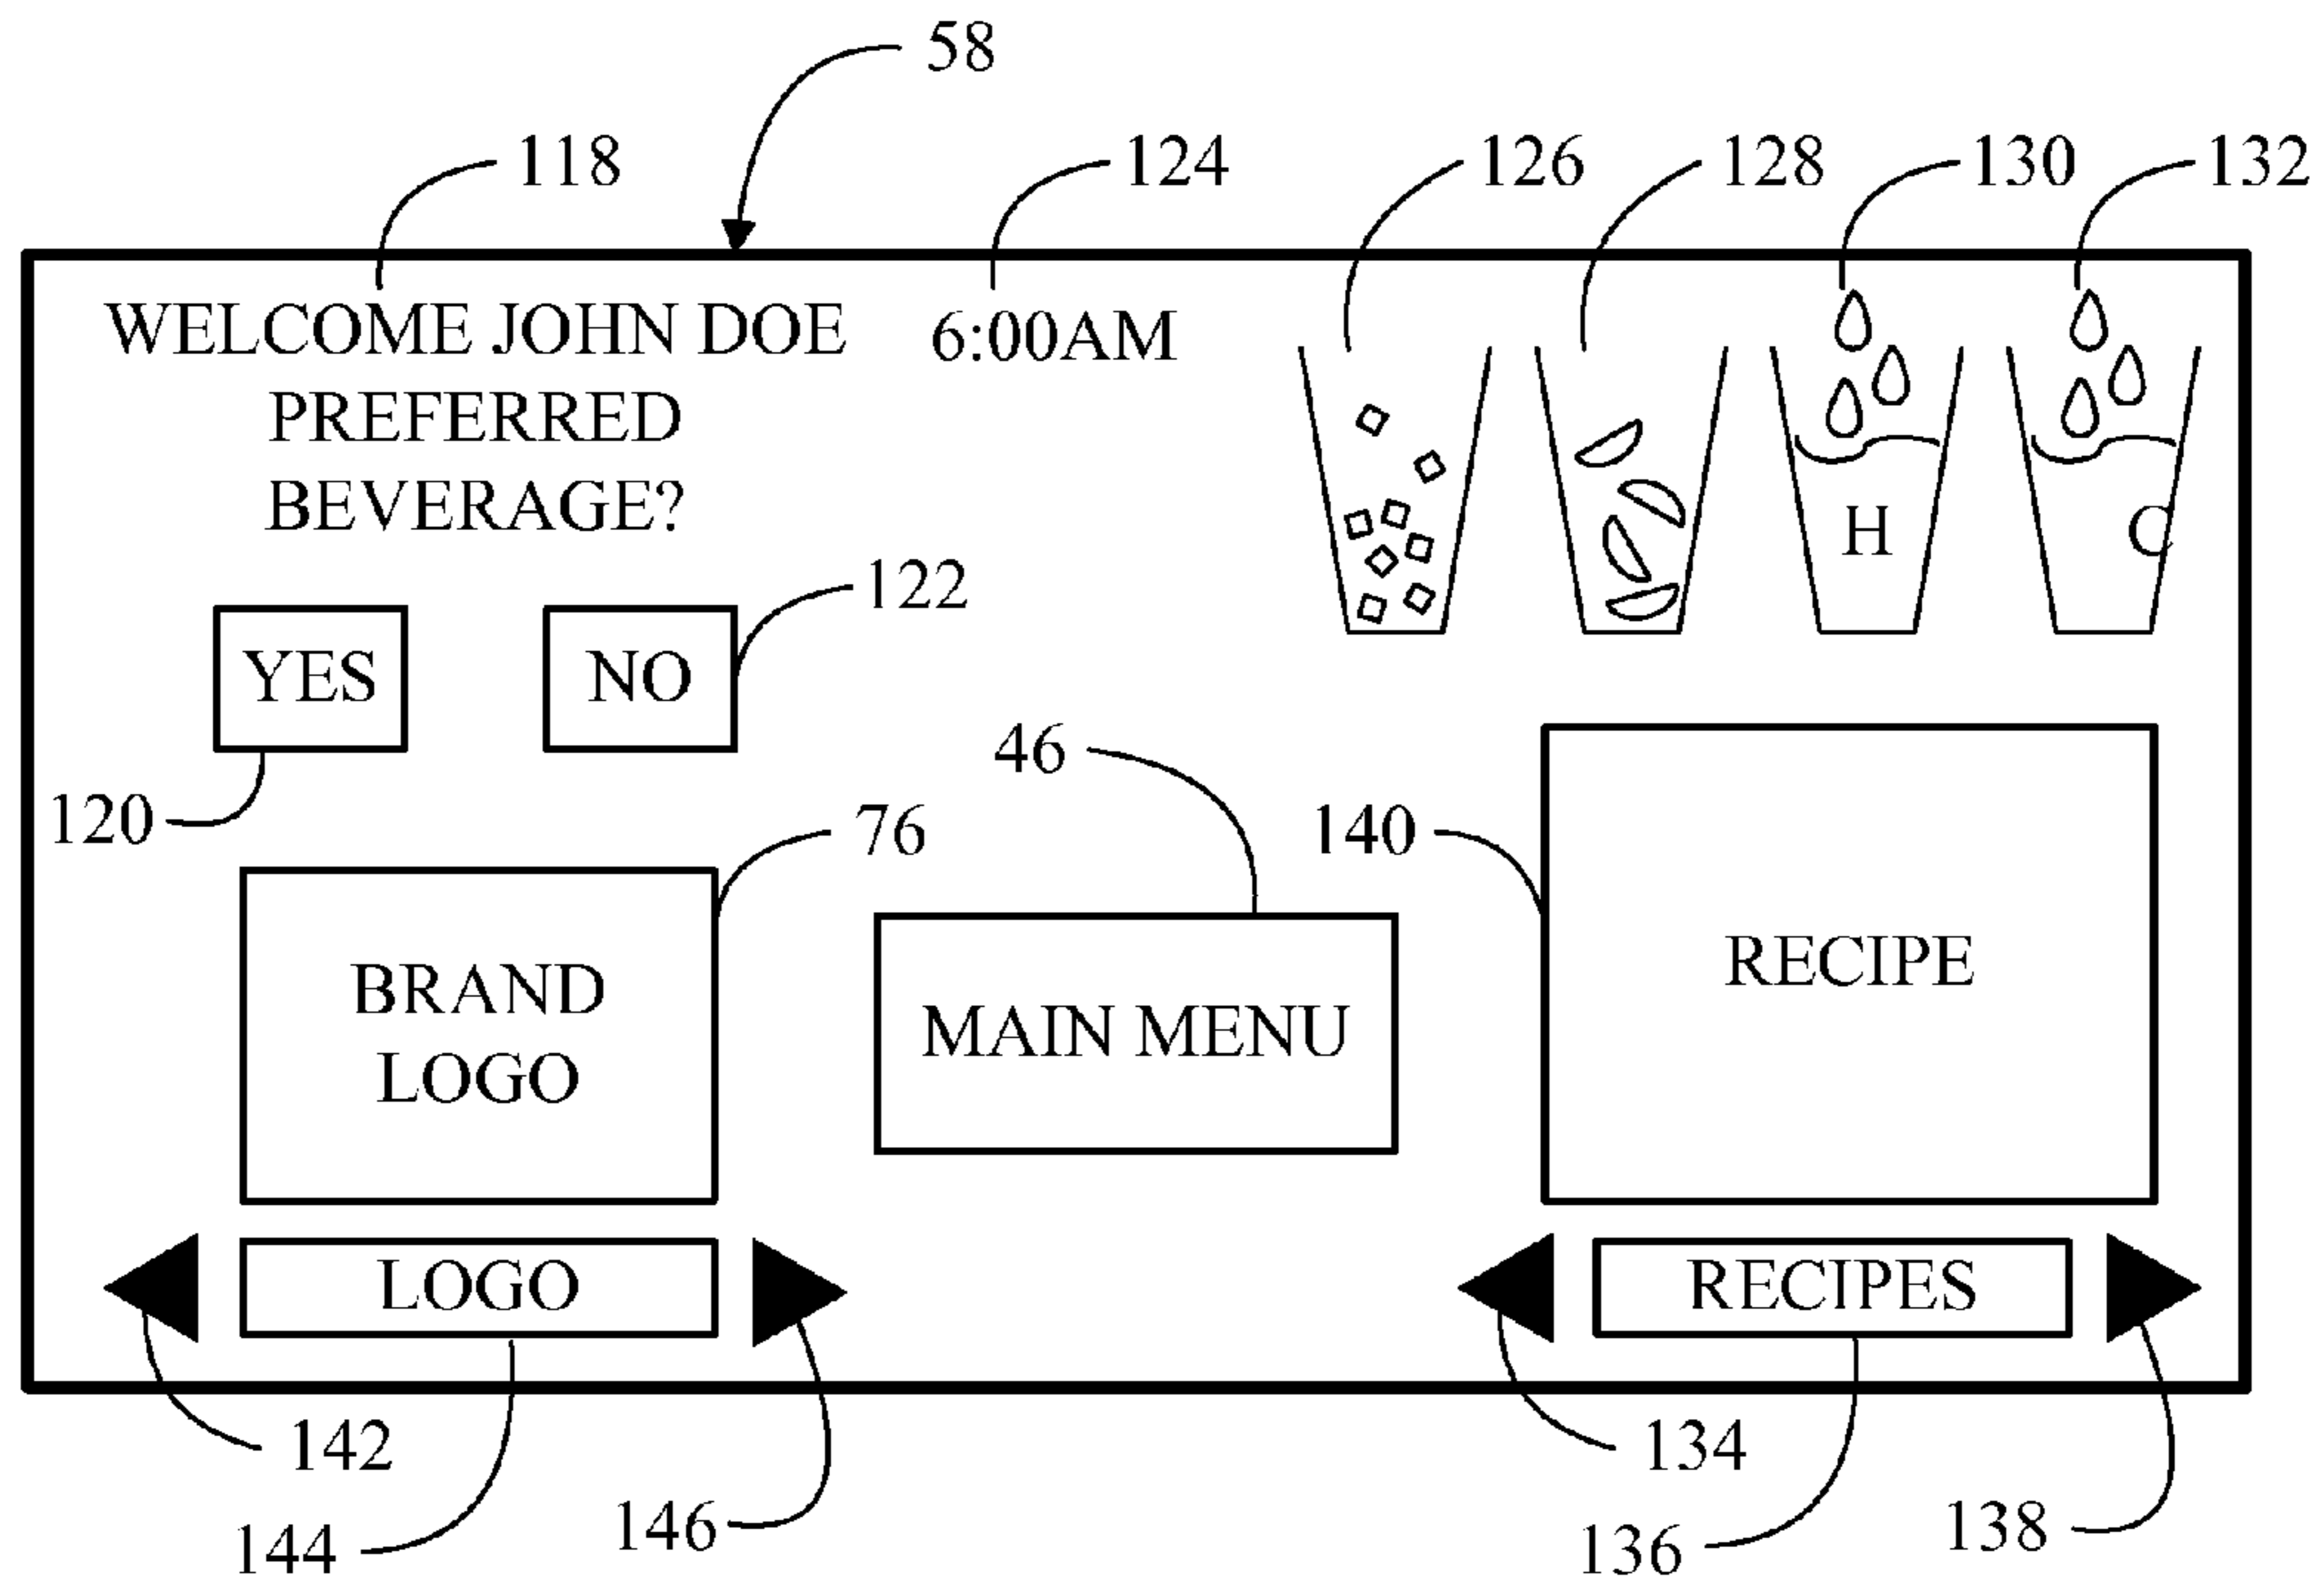 58
118
124
126
128
130
132
WELCOME JOHN DOE
6:00AM
PREFERRED
BEVERAGE?
H
C
122
YES
NO
46
120
76
140
BRAND
LOGO
MAIN MENU
RECIPE
LOGO
RECIPES
142
134
144
146
136
138